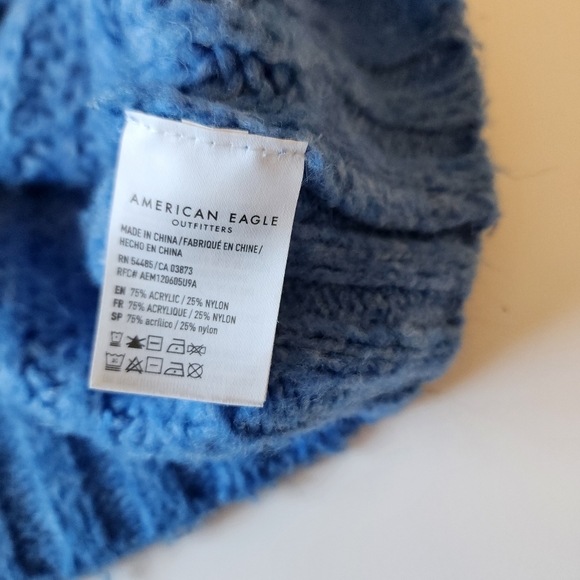 AMERICAN EAGLE
OUTFITTERS
MADE IN CHINA/FABRIQUÉ EN CHINE/
HECHO EN CHINA
RN 54485/CA 03873
RFC# AEM120605U9A
EN 75% ACRYLIC / 25% NYLON
FR 75% ACRYLIQUE / 25% NYLON
SP 75% acrílico / 25% nylon